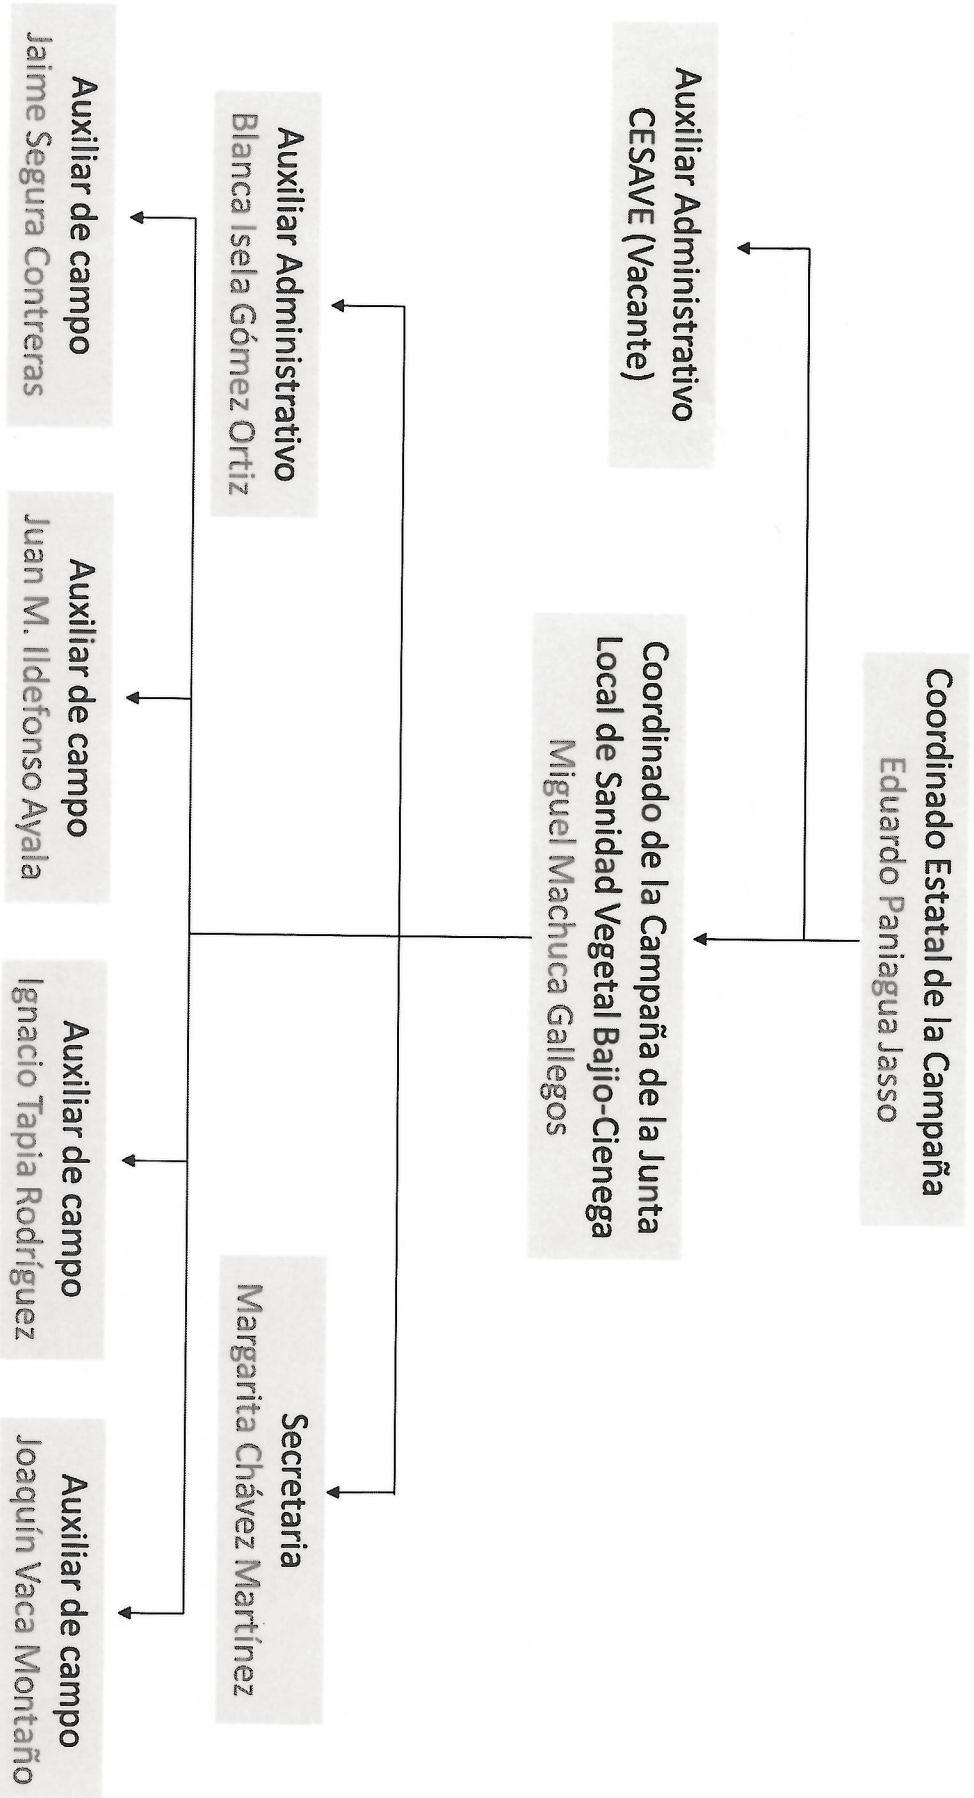 Coordinado Estatal de la Campaña
Eduardo Paniagua Jasso
Auxiliar Administrativo
CESAVE (Vacante)
Coordinado de la Campaña de la Junta
Local de Sanidad Vegetal Bajio-Cienega
Miguel Machuca Gallegos
Auxiliar Administrativo
Blanca Isela Gómez Ortiz
Secretaria
Margarita Chávez Martínez
Auxiliar de campo
Jaime Segura Contreras
Auxiliar de campo
Juan M. Ildefonso Ayala
Auxiliar de campo
Ignacio Tapia Rodríguez
Auxiliar de campo
Joaquín Vaca Montaño